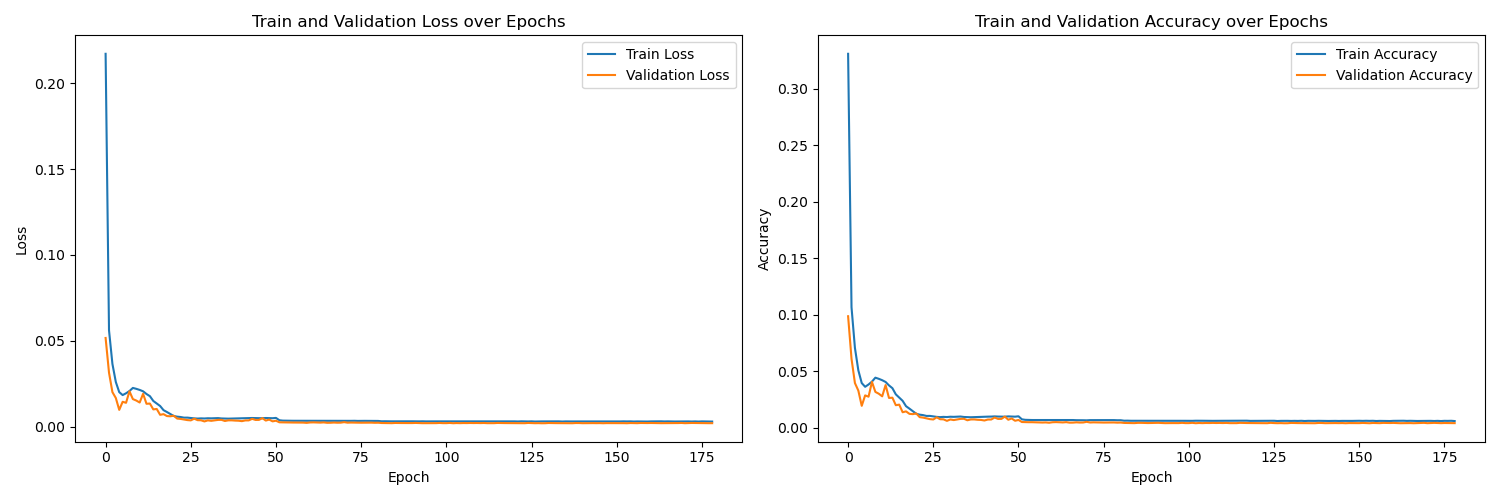 Train and Validation Loss over Epochs
Train Loss
Validation Loss
0.20
0.15
0.10
0.05
0.00
Loss
0 25 50 75 100 125 150 175
Epoch
Train and Validation Accuracy over Epochs
Train Accuracy
Validation Accuracy
0.30
0.25
0.20
0.15
0.10
0.05
0.00
Accuracy
0 25 50 75 100 125 150 175
Epoch